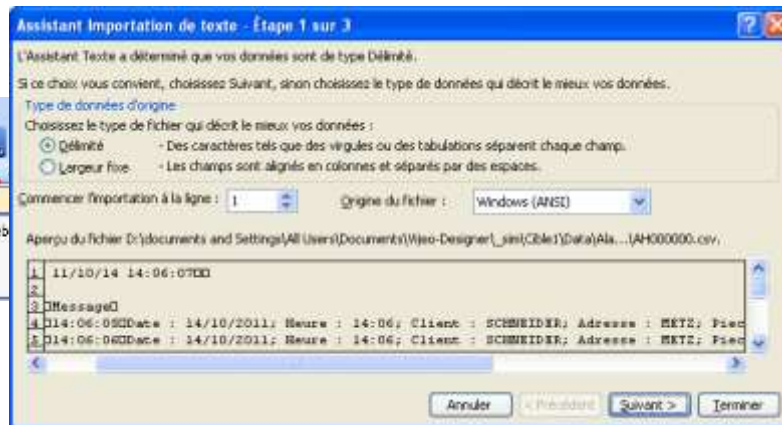 Assistant Importation de texte - Étape 1 sur 3
L'Assistant Texte a déterminé que vos données sont de type Délimité.
Si ce choix vous convient, choisissez Suivant, sinon choisissez le type de données qui décrit le mieux vos données.
Type de données d'origine
Choisissez le type de fichier qui décrit le mieux vos données :
Délimité - Des caractères tels que des virgules ou des tabulations séparent chaque champ.
Largeur fixe - Les champs sont alignés en colonnes et séparés par des espaces.
Commencer l'importation à la ligne : 1 Origine du fichier : Windows (ANSI)
Aperçu du fichier D:\documents and Settings\All Users\Documents\Vijeo-Designer\_sim\Cible1\Data\Ala...\AH000000.csv.
1 11/10/14 14:06:07□□
2
3 □Message□
4 □14:06:05□Date : 14/10/2011; Heure : 14:06; Client : SCHNEIDER; Adresse : METZ; Piec
5 □14:06:06□Date : 14/10/2011; Heure : 14:06; Client : SCHNEIDER; Adresse : METZ; Piec
Annuler < Précédent Suivant > Terminer